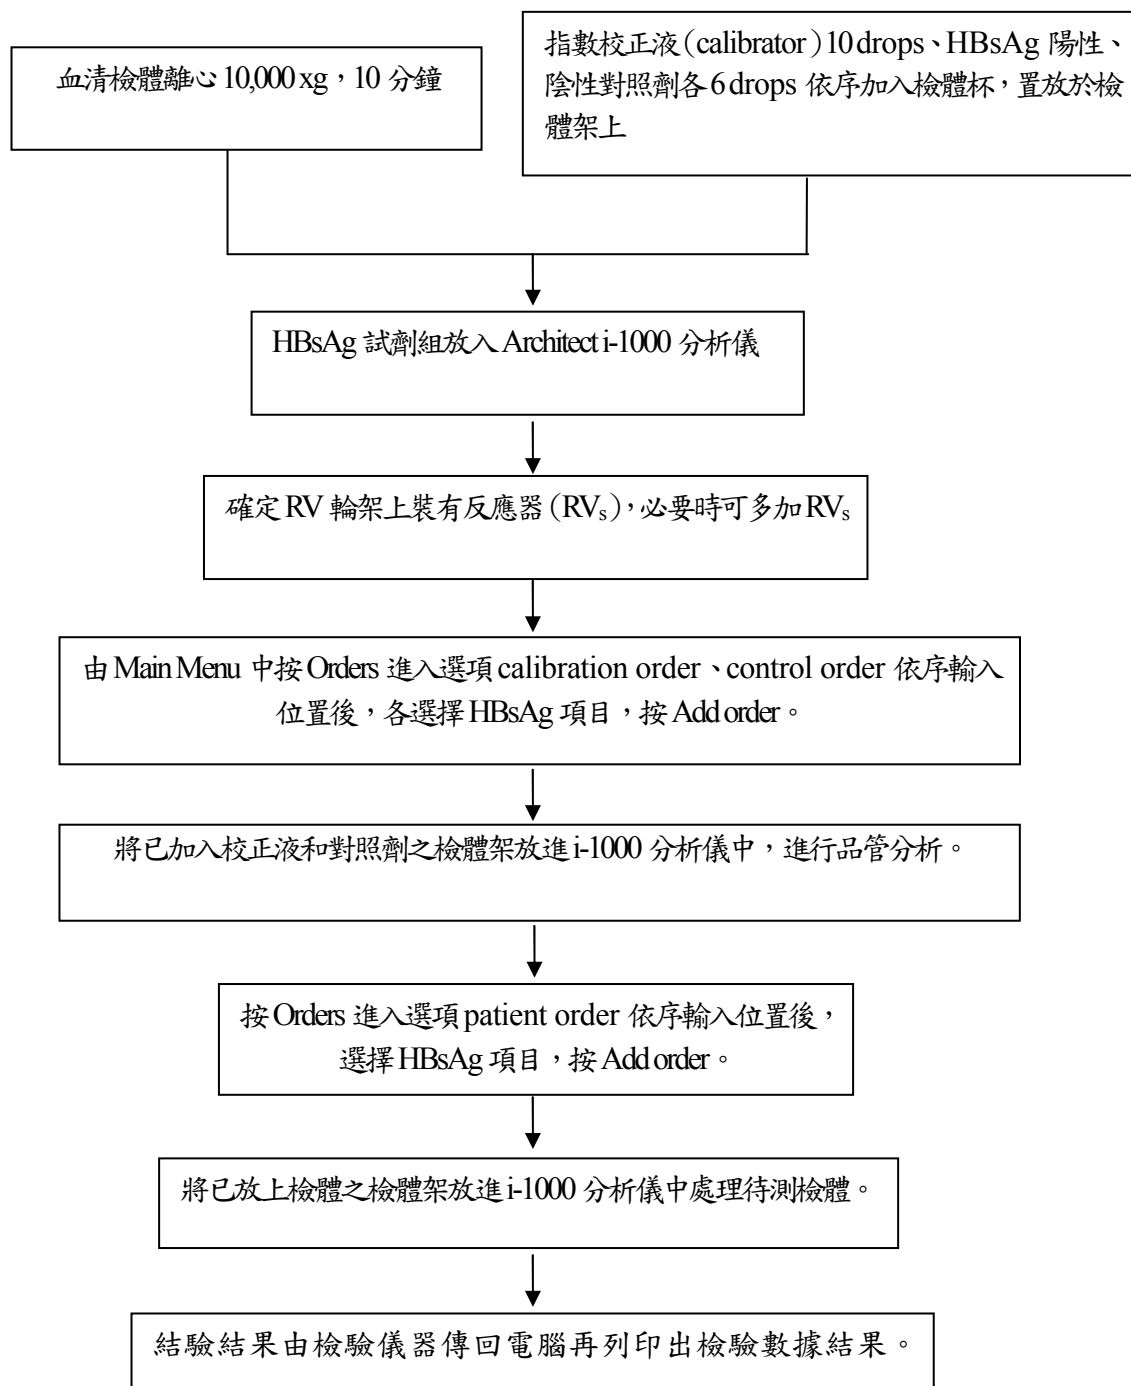 血清檢體離心 10,000 xg，10 分鐘
指數校正液（calibrator）10 drops、HBsAg 陽性、
陰性對照劑各 6 drops 依序加入檢體杯，置放於檢
體架上
HBsAg 試劑組放入 Architect i-1000 分析儀
確定 RV 輪架上裝有反應器（RVs），必要時可多加 RVs
由 Main Menu 中按 Orders 進入選項 calibration order、control order 依序輸入
位置後，各選擇 HBsAg 項目，按 Add order。
將已加入校正液和對照劑之檢體架放進 i-1000 分析儀中，進行品管分析。
按 Orders 進入選項 patient order 依序輸入位置後，
選擇 HBsAg 項目，按 Add order。
將已放上檢體之檢體架放進 i-1000 分析儀中處理待測檢體。
結驗結果由檢驗儀器傳回電腦再列印出檢驗數據結果。